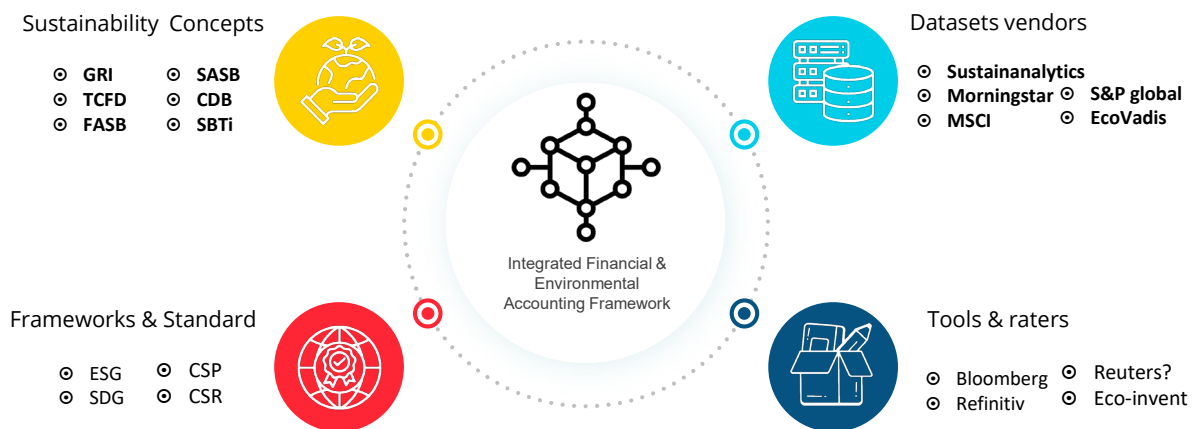 Sustainability Concepts
GRI
TCFD
FASB
SASB
CDB
SBTi
Datasets vendors
Sustainanalytics
Morningstar
MSCI
S&P global
EcoVadis
Integrated Financial &
Environmental
Accounting Framework
Frameworks & Standard
ESG
SDG
CSP
CSR
Tools & raters
Bloomberg
Refinitiv
Reuters?
Eco-invent